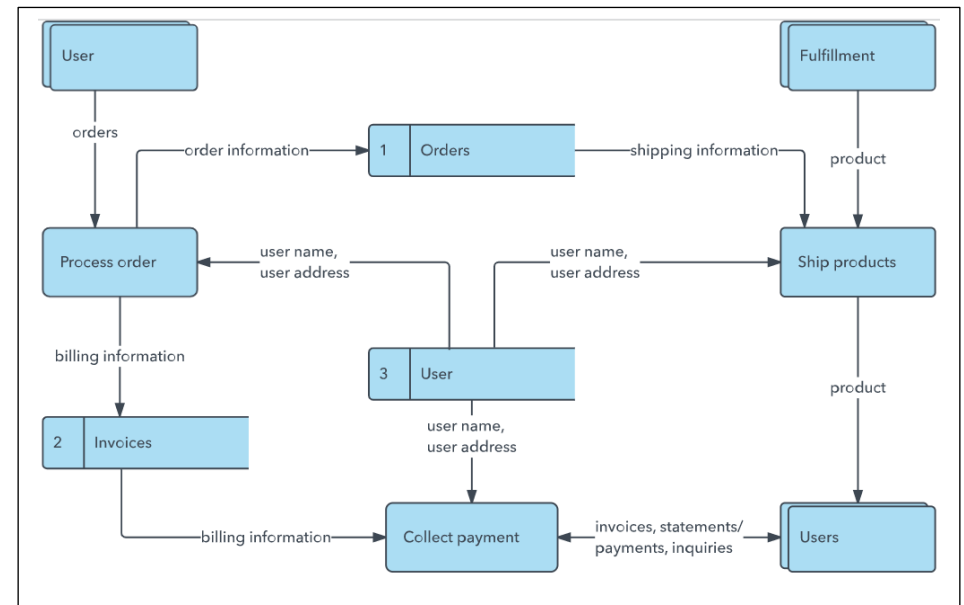 User
Fulfillment
orders
order information
1 Orders
shipping information
product
Process order
user name,
user address
user name,
user address
Ship products
billing information
3 User
product
user name,
user address
2 Invoices
billing information
Collect payment
invoices, statements/
payments, inquiries
Users